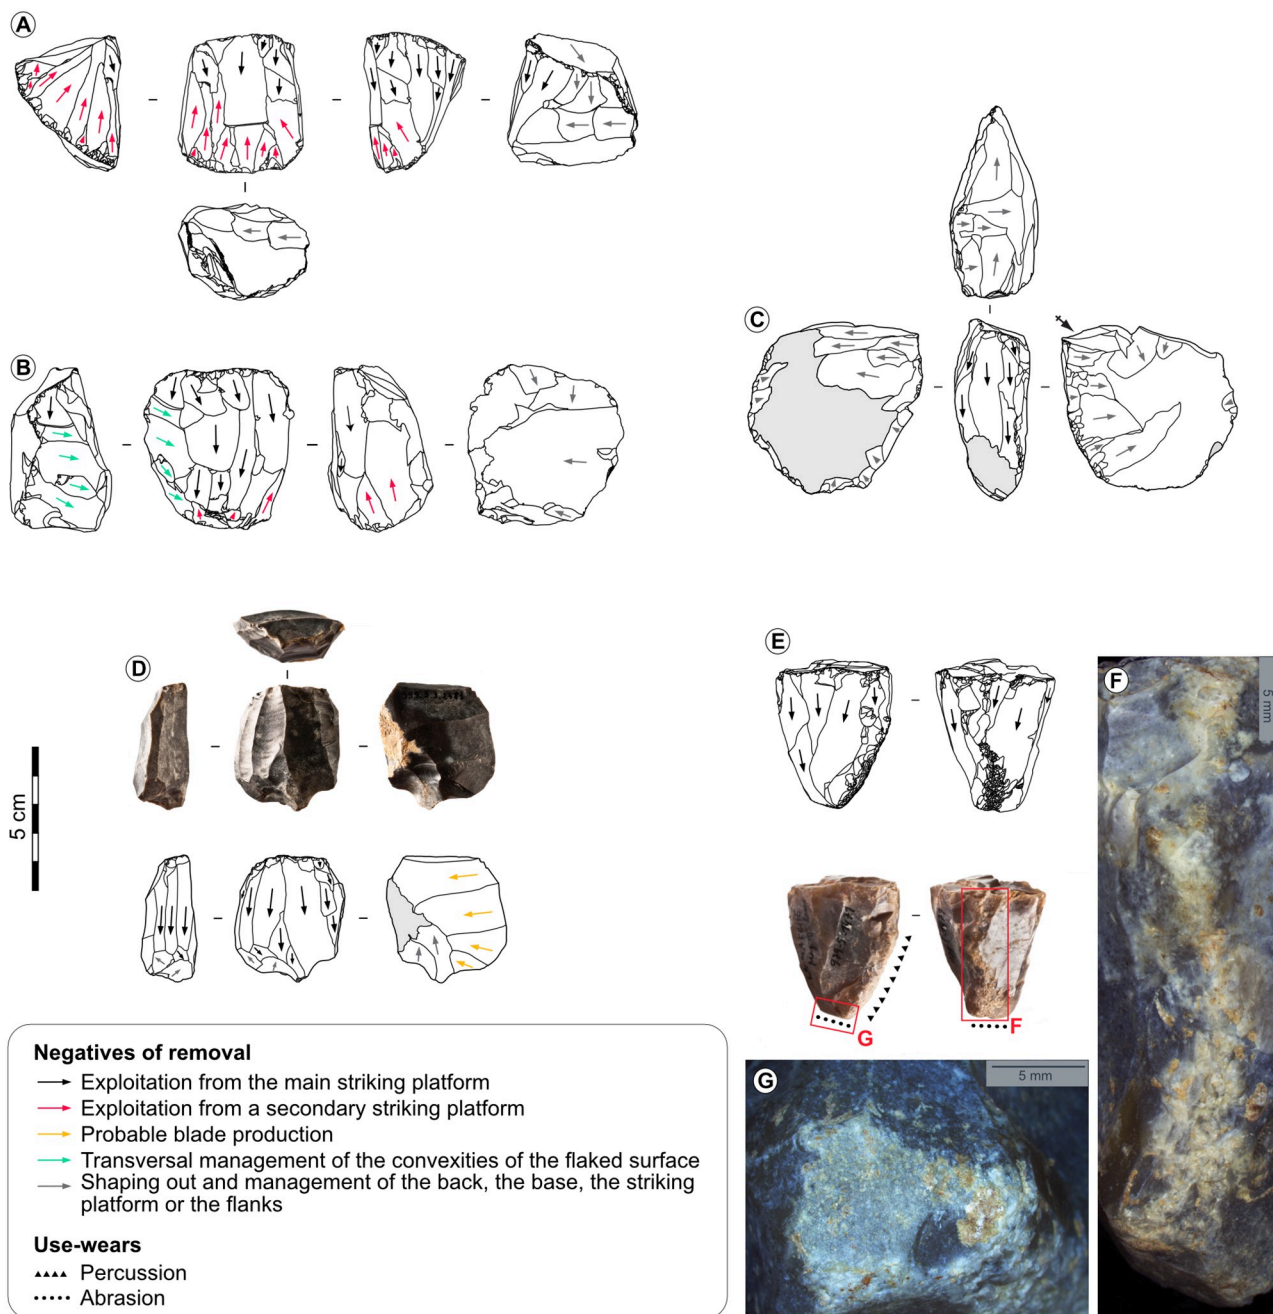 A
B
C
D
E
F
5 mm
5 cm
G
F
G
5 mm
Negatives of removal
Exploitation from the main striking platform
Exploitation from a secondary striking platform
Probable blade production
Transversal management of the convexities of the flaked surface
Shaping out and management of the back, the base, the striking
platform or the flanks
Use-wears
Percussion
Abrasion